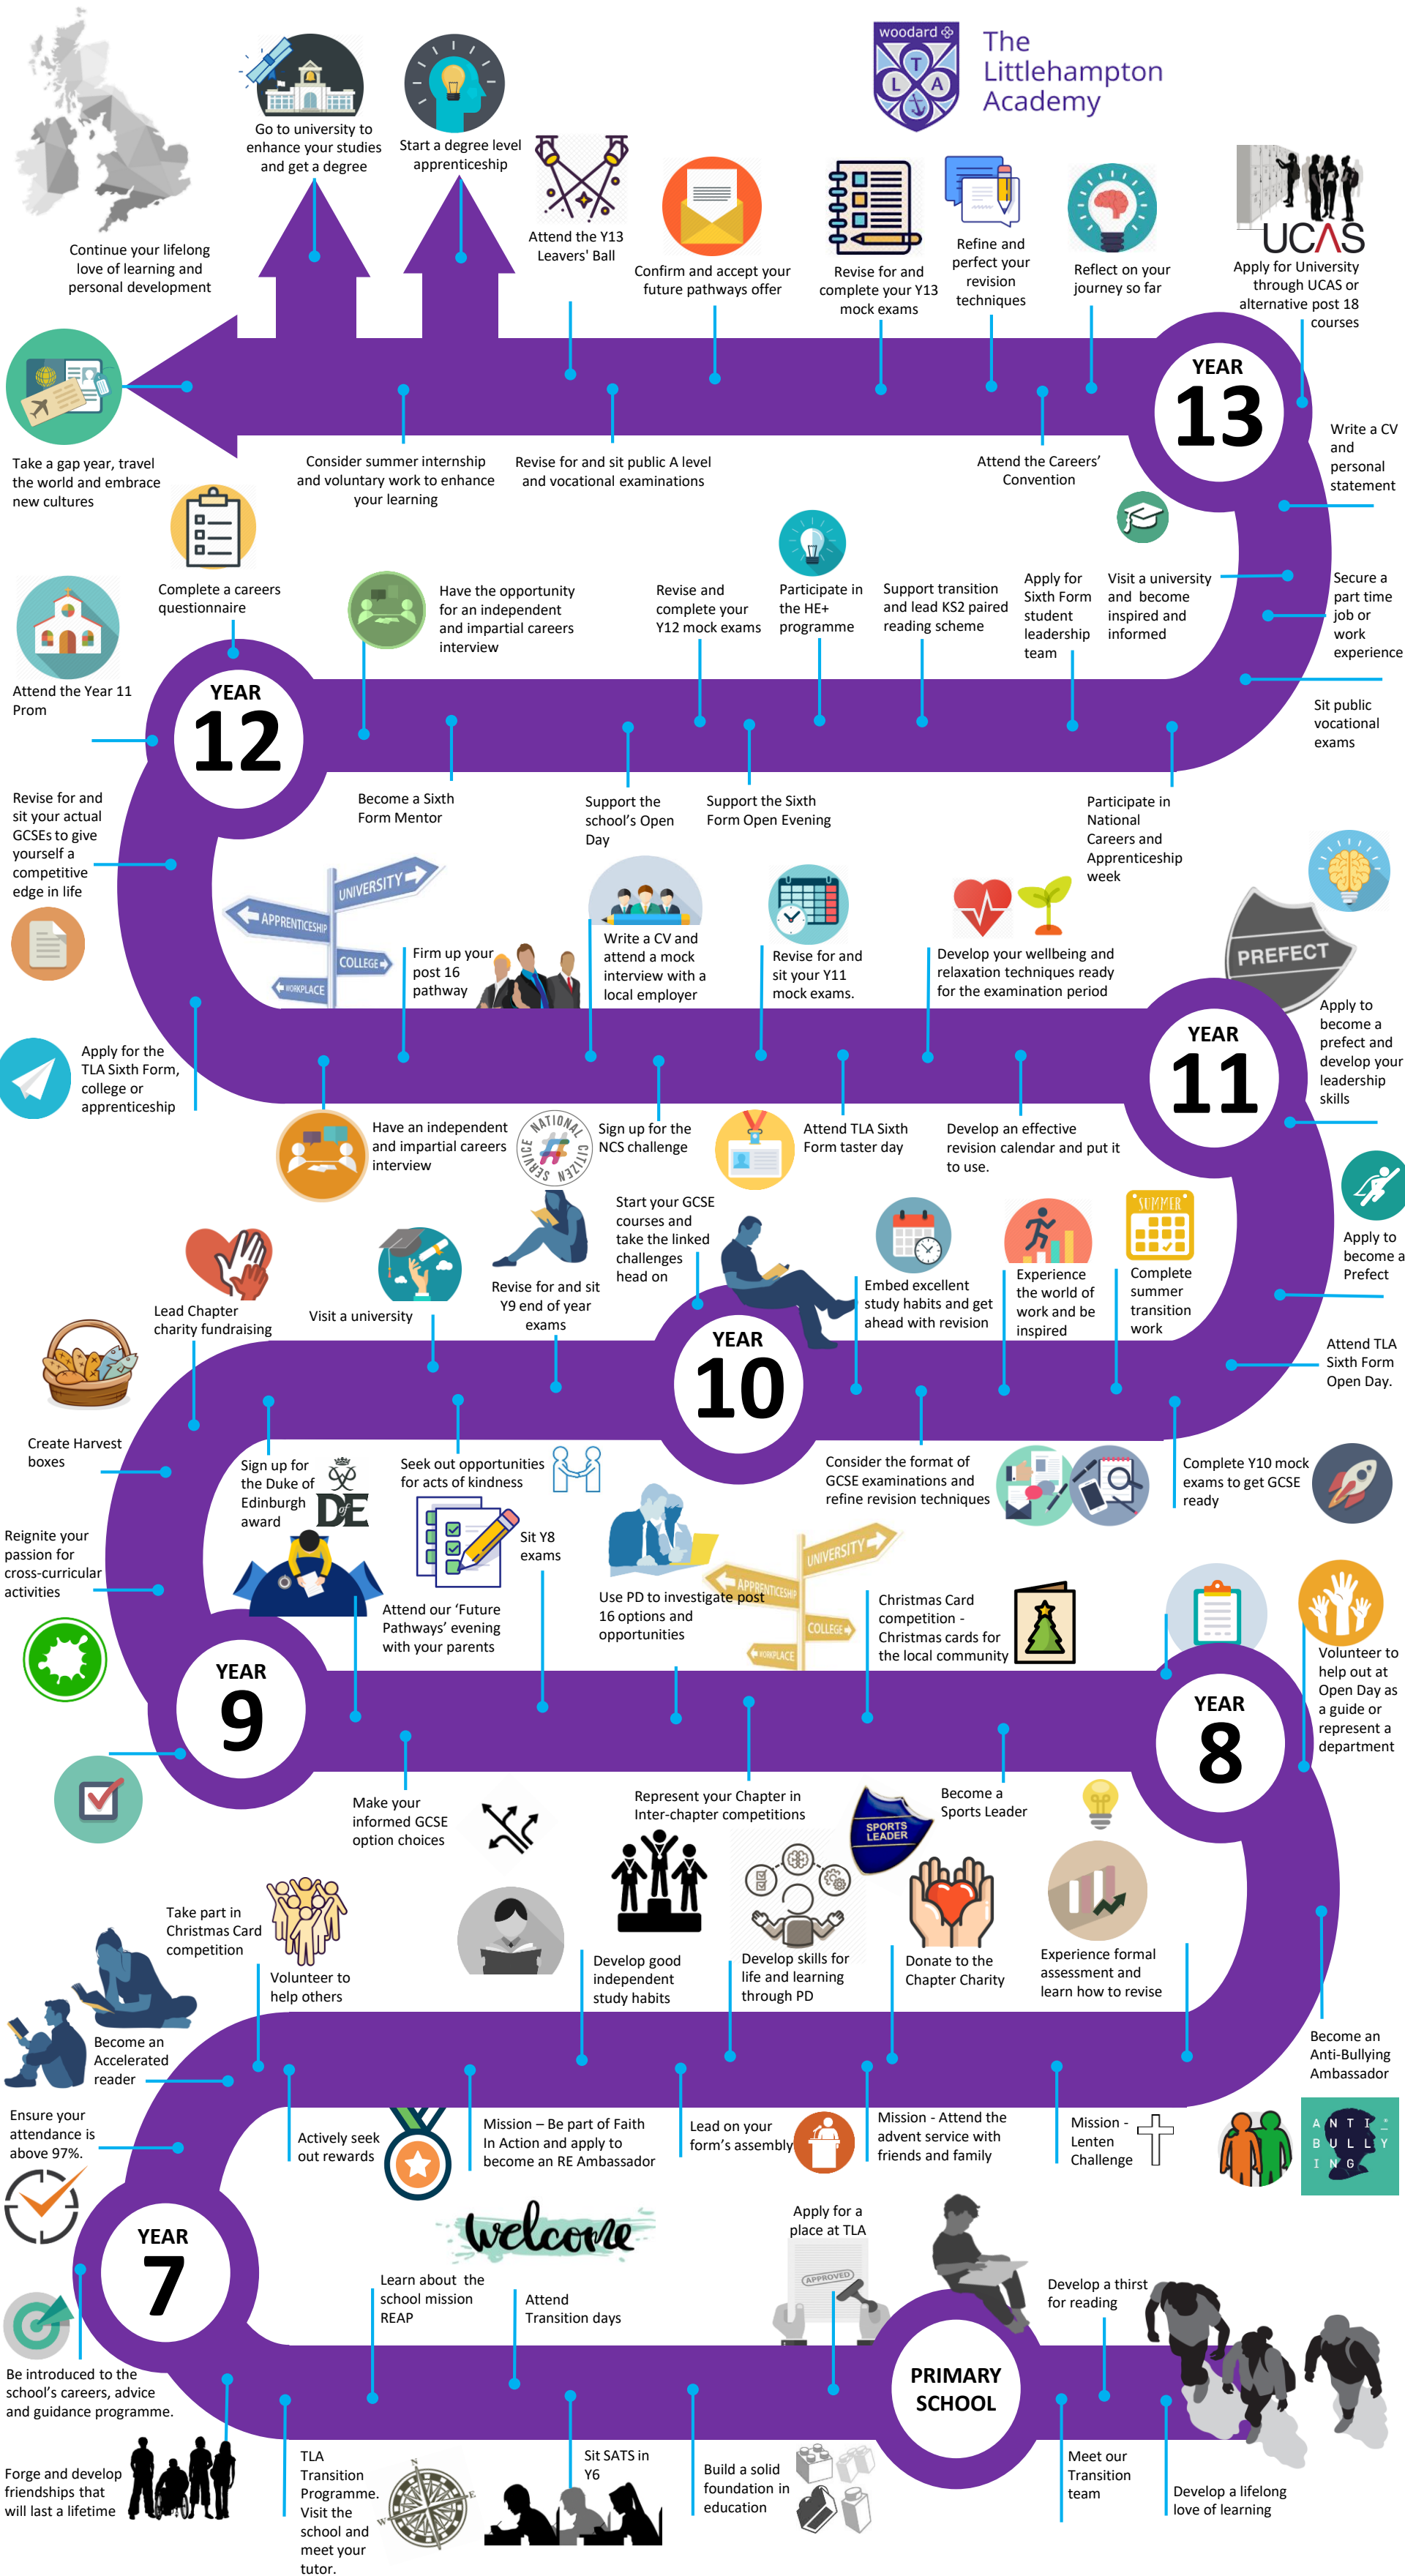 woodard
T
L A
The
Littlehampton
Academy
Go to university to
enhance your studies
and get a degree
Start a degree level
apprenticeship
Attend the Y13
Leavers' Ball
Confirm and accept your
future pathways offer
Revise for and
complete your Y13
mock exams
Refine and
perfect your
revision
techniques
Reflect on your
journey so far
UCAS
Apply for University
through UCAS or
alternative post 18
courses
Continue your lifelong
love of learning and
personal development
YEAR
13
Take a gap year, travel
the world and embrace
new cultures
Consider summer internship
and voluntary work to enhance
your learning
Revise for and sit public A level
and vocational examinations
Attend the Careers'
Convention
Write a CV
and
personal
statement
Complete a careers
questionnaire
Have the opportunity
for an independent
and impartial careers
interview
Revise and
complete your
Y12 mock exams
Participate in
the HE+
programme
Support transition
and lead KS2 paired
reading scheme
Apply for
Sixth Form
student
leadership
team
Visit a university
and become
inspired and
informed
Secure a
part time
job or
work
experience
Attend the Year 11
Prom
YEAR
12
Sit public
vocational
exams
Revise for and
sit your actual
GCSEs to give
yourself a
competitive
edge in life
Become a Sixth
Form Mentor
Support the
school's Open
Day
Support the Sixth
Form Open Evening
Participate in
National
Careers and
Apprenticeship
week
UNIVERSITY
APPRENTICESHIP
COLLEGE
WORKPLACE
Firm up your
post 16
pathway
Write a CV and
attend a mock
interview with a
local employer
Revise for and
sit your Y11
mock exams.
Develop your wellbeing and
relaxation techniques ready
for the examination period
PREFECT
Apply to
become a
prefect and
develop your
leadership
skills
YEAR
11
Apply for the
TLA Sixth Form,
college or
apprenticeship
Have an independent
and impartial careers
interview
NATIONAL CITIZEN SERVICE
Sign up for the
NCS challenge
Attend TLA Sixth
Form taster day
Develop an effective
revision calendar and put it
to use.
Lead Chapter
charity fundraising
Visit a university
Revise for and sit
Y9 end of year
exams
Start your GCSE
courses and
take the linked
challenges
head on
YEAR
10
Embed excellent
study habits and get
ahead with revision
Experience
the world of
work and be
inspired
SUMMER
Complete
summer
transition
work
Apply to
become a
Prefect
Attend TLA
Sixth Form
Open Day.
Create Harvest
boxes
Sign up for
the Duke of
Edinburgh
award
DofE
Seek out opportunities
for acts of kindness
Consider the format of
GCSE examinations and
refine revision techniques
Complete Y10 mock
exams to get GCSE
ready
Reignite your
passion for
cross-curricular
activities
Attend our 'Future
Pathways' evening
with your parents
Sit Y8
exams
Use PD to investigate post
16 options and
opportunities
UNIVERSITY
APPRENTICESHIP
COLLEGE
WORKPLACE
Christmas Card
competition -
Christmas cards for
the local community
Volunteer to
help out at
Open Day as
a guide or
represent a
department
YEAR
9
YEAR
8
Make your
informed GCSE
option choices
Represent your Chapter in
Inter-chapter competitions
SPORTS
LEADER
Become a
Sports Leader
Take part in
Christmas Card
competition
Volunteer to
help others
Develop good
independent
study habits
Develop skills for
life and learning
through PD
Donate to the
Chapter Charity
Experience formal
assessment and
learn how to revise
Become an
Accelerated
reader
Become an
Anti-Bullying
Ambassador
Ensure your
attendance is
above 97%.
Actively seek
out rewards
Mission – Be part of Faith
In Action and apply to
become an RE Ambassador
Lead on your
form's assembly
Mission - Attend the
advent service with
friends and family
Mission -
Lenten
Challenge
ANTI-
BULLY
ING
YEAR
7
welcome
Learn about the
school mission
REAP
Attend
Transition days
Apply for a
place at TLA
APPROVED
PRIMARY
SCHOOL
Develop a thirst
for reading
Be introduced to the
school's careers, advice
and guidance programme.
Forge and develop
friendships that
will last a lifetime
TLA
Transition
Programme.
Visit the
school and
meet your
tutor.
N
E
S
W
Sit SATS in
Y6
Build a solid
foundation in
education
Meet our
Transition
team
Develop a lifelong
love of learning